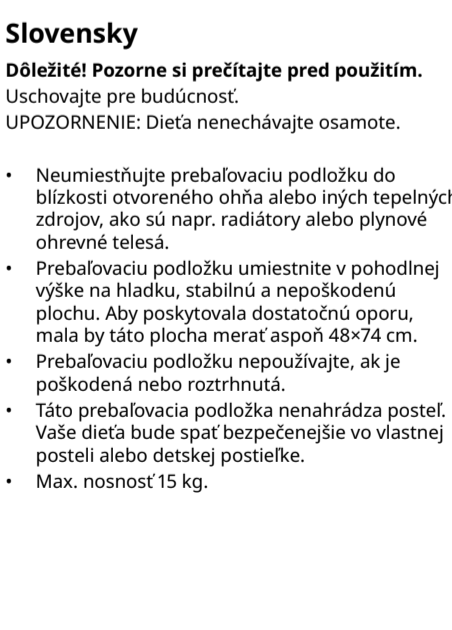 Slovensky
Dôležité! Pozorne si prečítajte pred použitím.
Uschovajte pre budúcnosť.
UPOZORNENIE: Dieťa nenechávajte osamote.
• Neumiestňujte prebaľovaciu podložku do
blízkosti otvoreného ohňa alebo iných tepelných
zdrojov, ako sú napr. radiátory alebo plynové
ohrevné telesá.
• Prebaľovaciu podložku umiestnite v pohodlnej
výške na hladku, stabilnú a nepoškodenú
plochu. Aby poskytovala dostatočnú oporu,
mala by táto plocha merať aspoň 48×74 cm.
• Prebaľovaciu podložku nepoužívajte, ak je
poškodená nebo roztrhnutá.
• Táto prebaľovacia podložka nenahrádza posteľ.
Vaše dieťa bude spať bezpečenejšie vo vlastnej
posteli alebo detskej postieľke.
• Max. nosnosť 15 kg.